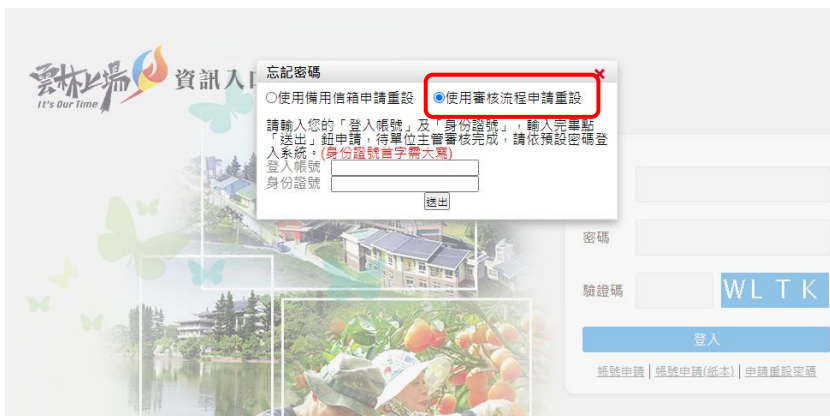 雲林上場
It's Our Time
資訊入口
忘記密碼
○使用備用信箱申請重設 ◉使用審核流程申請重設
請輸入您的「登入帳號」及「身份證號」，輸入完畢點
「送出」鈕申請，待單位主管審核完成，請依預設密碼登
入系統。(身份證號首字需大寫)
登入帳號
身份證號
送出
密碼
驗證碼 WLTK
登入
帳號申請 | 帳號申請(紙本) | 申請重設密碼